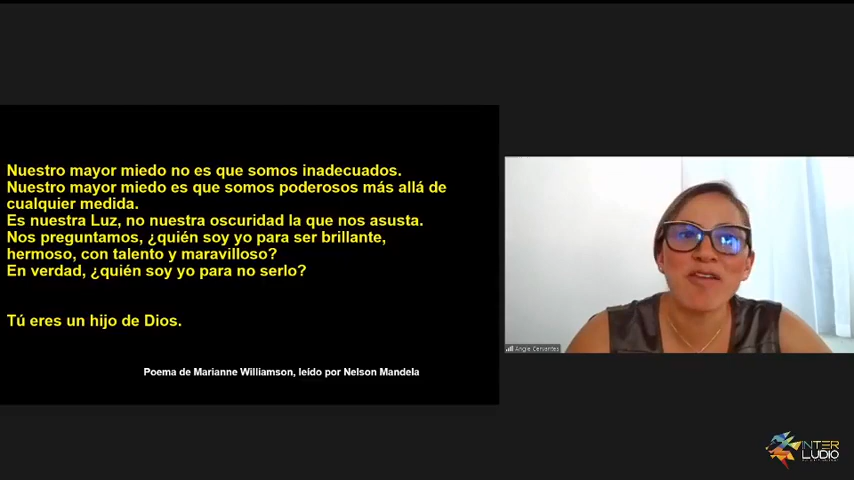 Nuestro mayor miedo no es que somos inadecuados.
Nuestro mayor miedo es que somos poderosos más allá de
cualquier medida.
Es nuestra Luz, no nuestra oscuridad la que nos asusta.
Nos preguntamos, ¿quién soy yo para ser brillante,
hermoso, con talento y maravilloso?
En verdad, ¿quién soy yo para no serlo?
Tú eres un hijo de Dios.
Poema de Marianne Williamson, leído por Nelson Mandela
Angie Cervantes
INTER
LUDIO